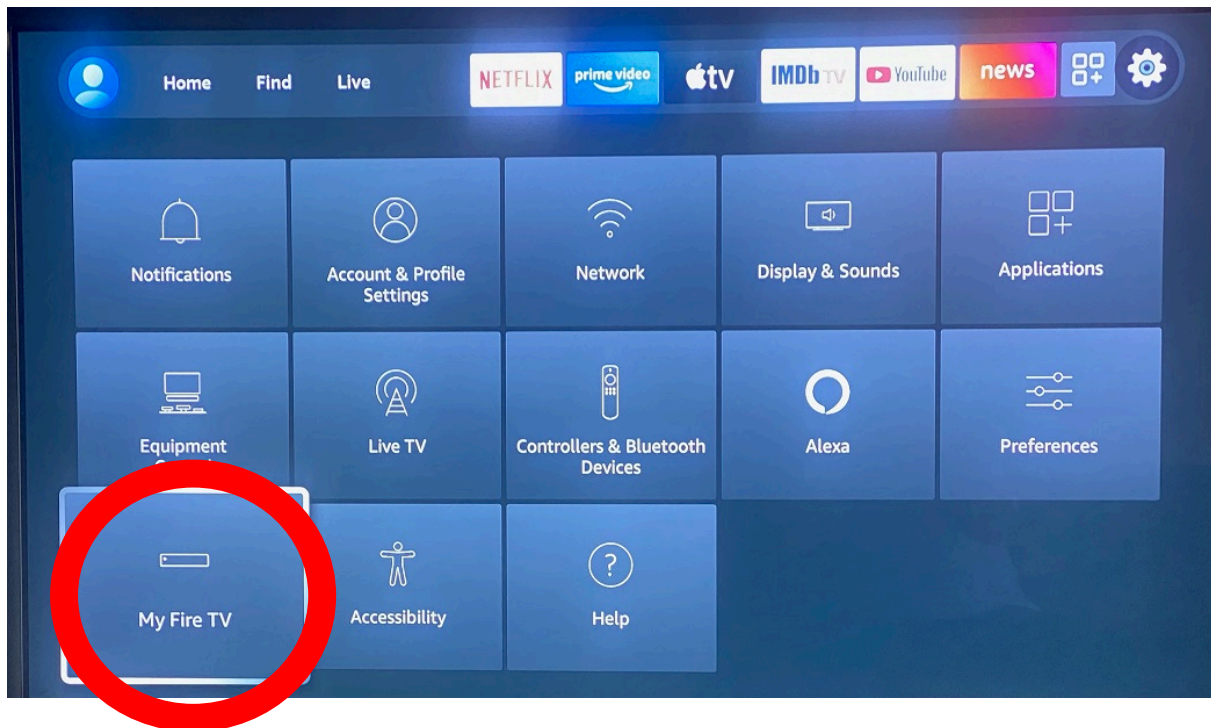 Home Find Live NETFLIX prime video tv IMDb TV YouTube news
Notifications
Account & Profile
Settings
Network
Display & Sounds
Applications
Equipment
Live TV
Controllers & Bluetooth
Devices
Alexa
Preferences
My Fire TV
Accessibility
?
Help